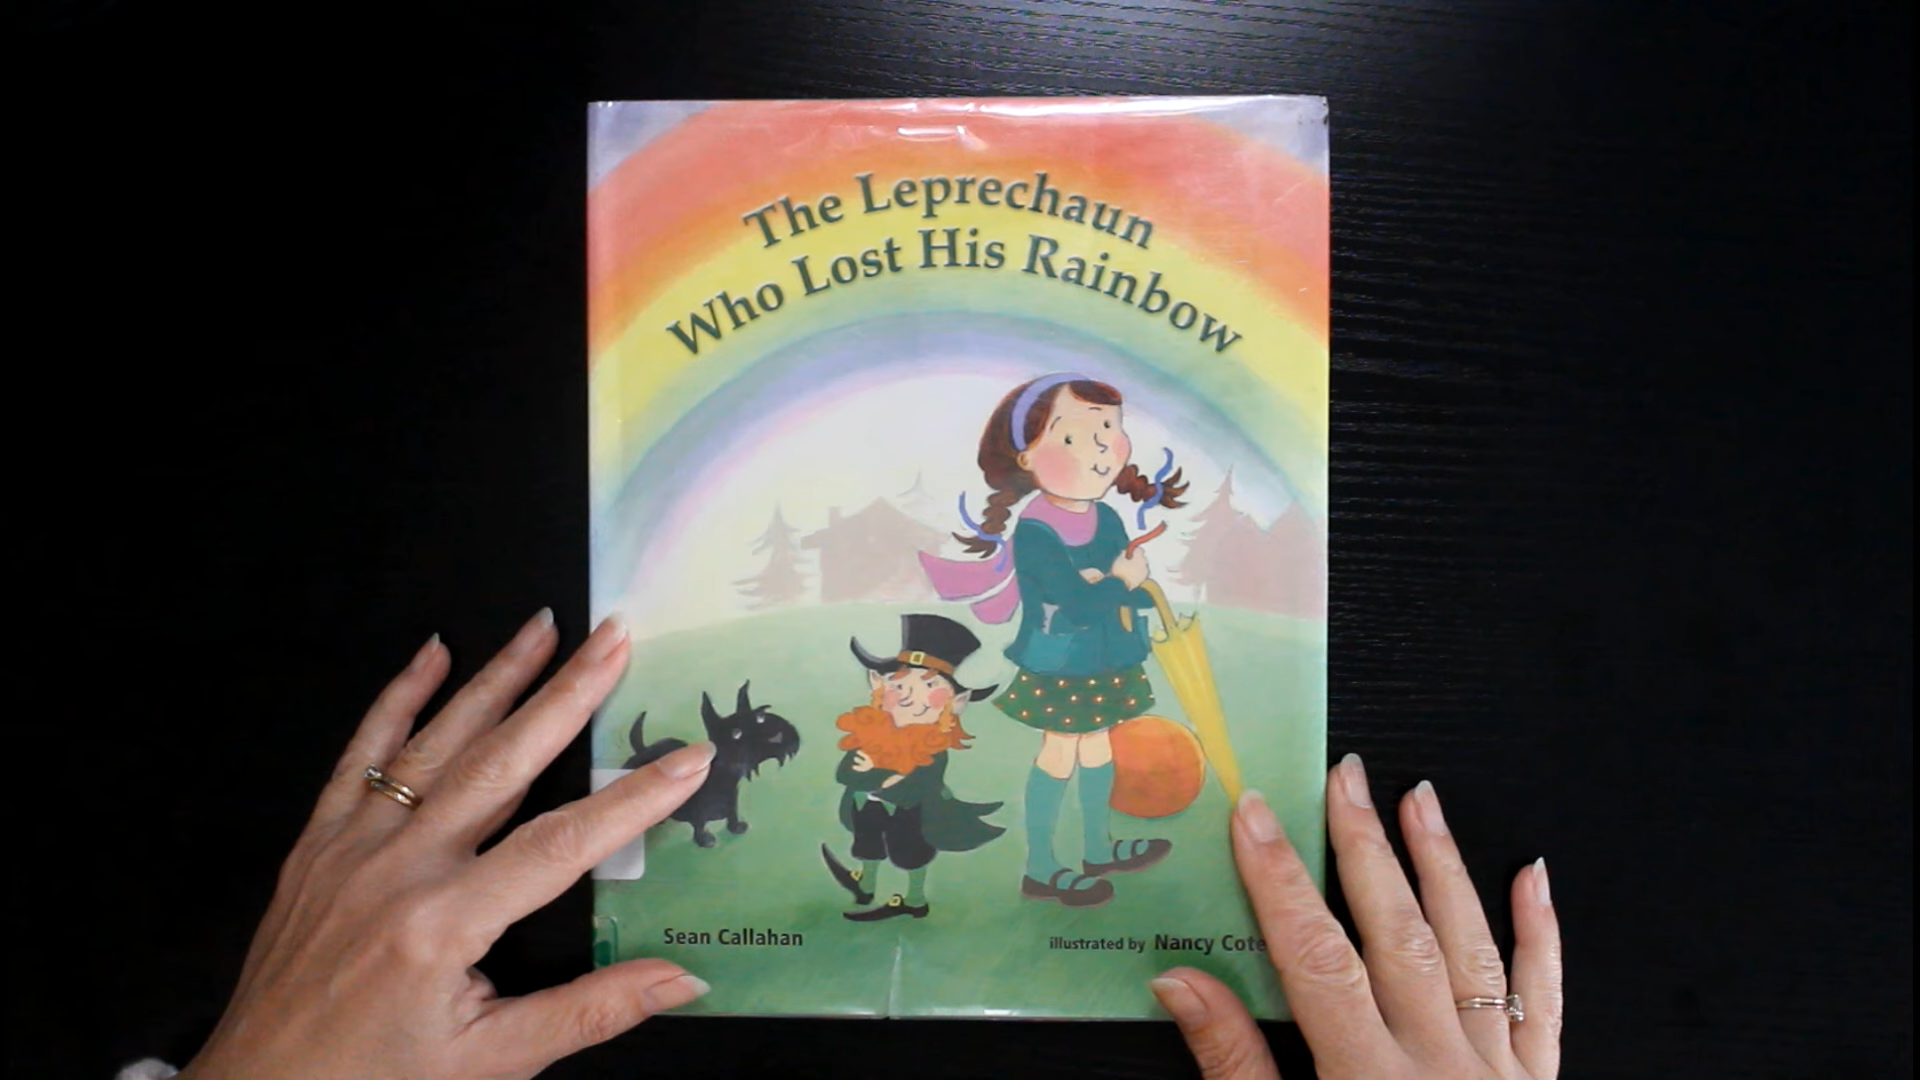 The Leprechaun
Who Lost His Rainbow
Sean Callahan
illustrated by Nancy Cote